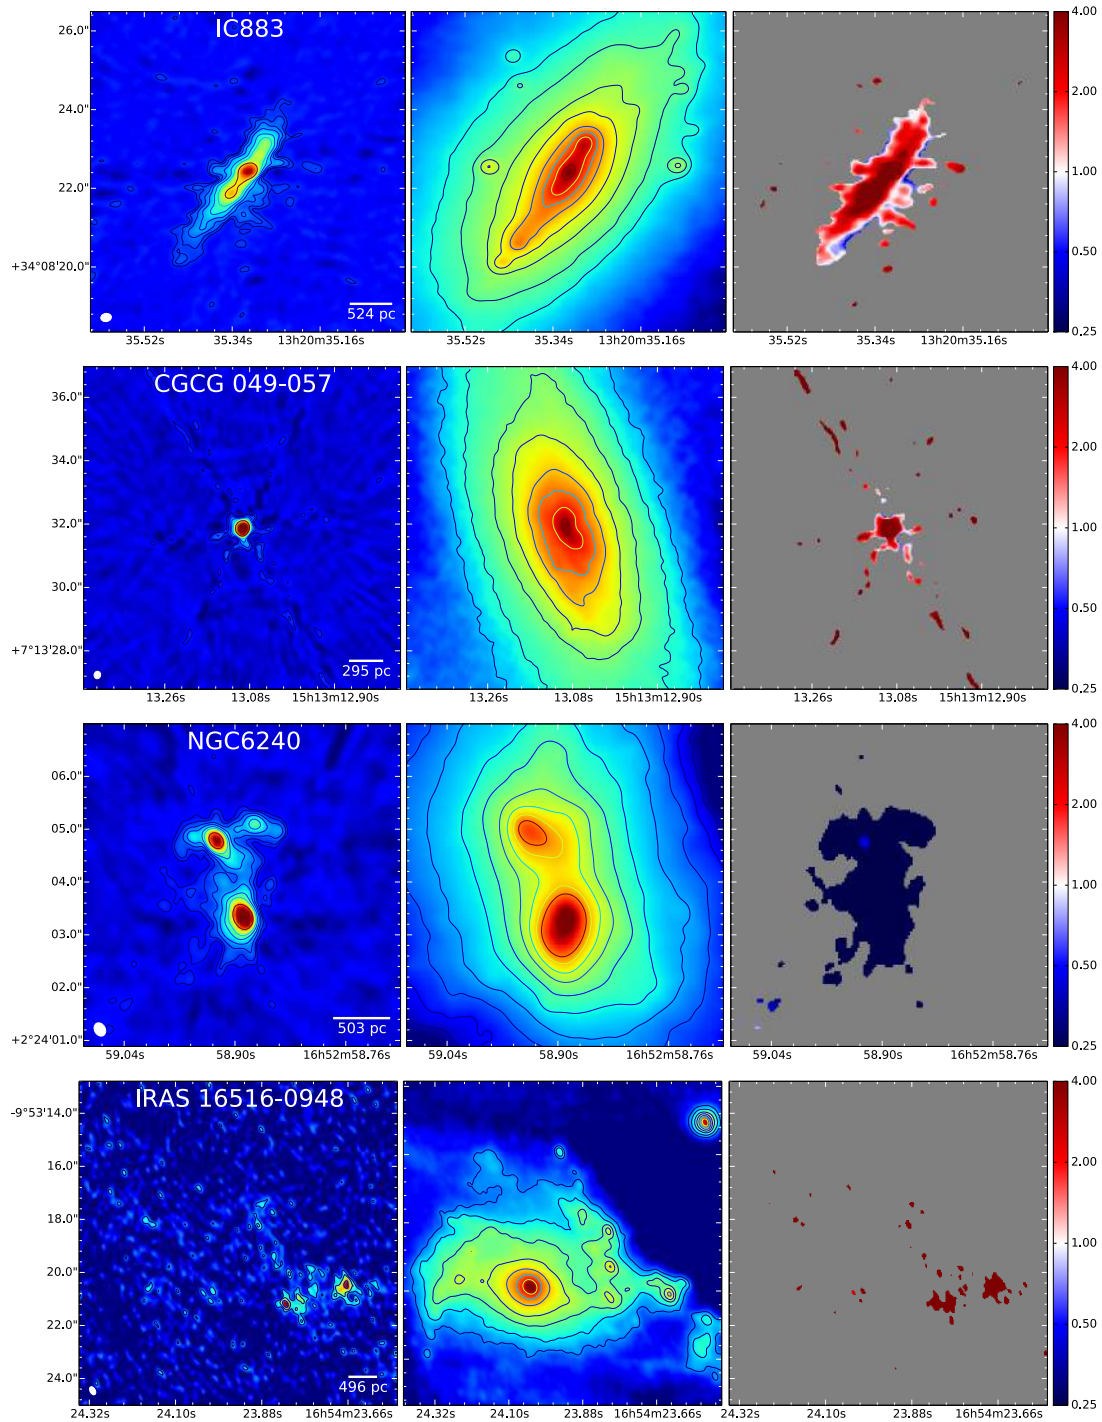 IC883
26.0"
24.0"
22.0"
+34°08'20.0"
524 pc
35.52s 35.34s 13h20m35.16s
35.52s 35.34s 13h20m35.16s
35.52s 35.34s 13h20m35.16s
4.00
2.00
1.00
0.50
0.25
CGCG 049-057
36.0"
34.0"
32.0"
30.0"
+7°13'28.0"
295 pc
13.26s 13.08s 15h13m12.90s
13.26s 13.08s 15h13m12.90s
13.26s 13.08s 15h13m12.90s
4.00
2.00
1.00
0.50
0.25
NGC6240
06.0"
05.0"
04.0"
03.0"
02.0"
+2°24'01.0"
503 pc
59.04s 58.90s 16h52m58.76s
59.04s 58.90s 16h52m58.76s
59.04s 58.90s 16h52m58.76s
4.00
2.00
1.00
0.50
0.25
IRAS 16516-0948
-9°53'14.0"
16.0"
18.0"
20.0"
22.0"
24.0"
496 pc
24.32s 24.10s 23.88s 16h54m23.66s
24.32s 24.10s 23.88s 16h54m23.66s
24.32s 24.10s 23.88s 16h54m23.66s
4.00
2.00
1.00
0.50
0.25